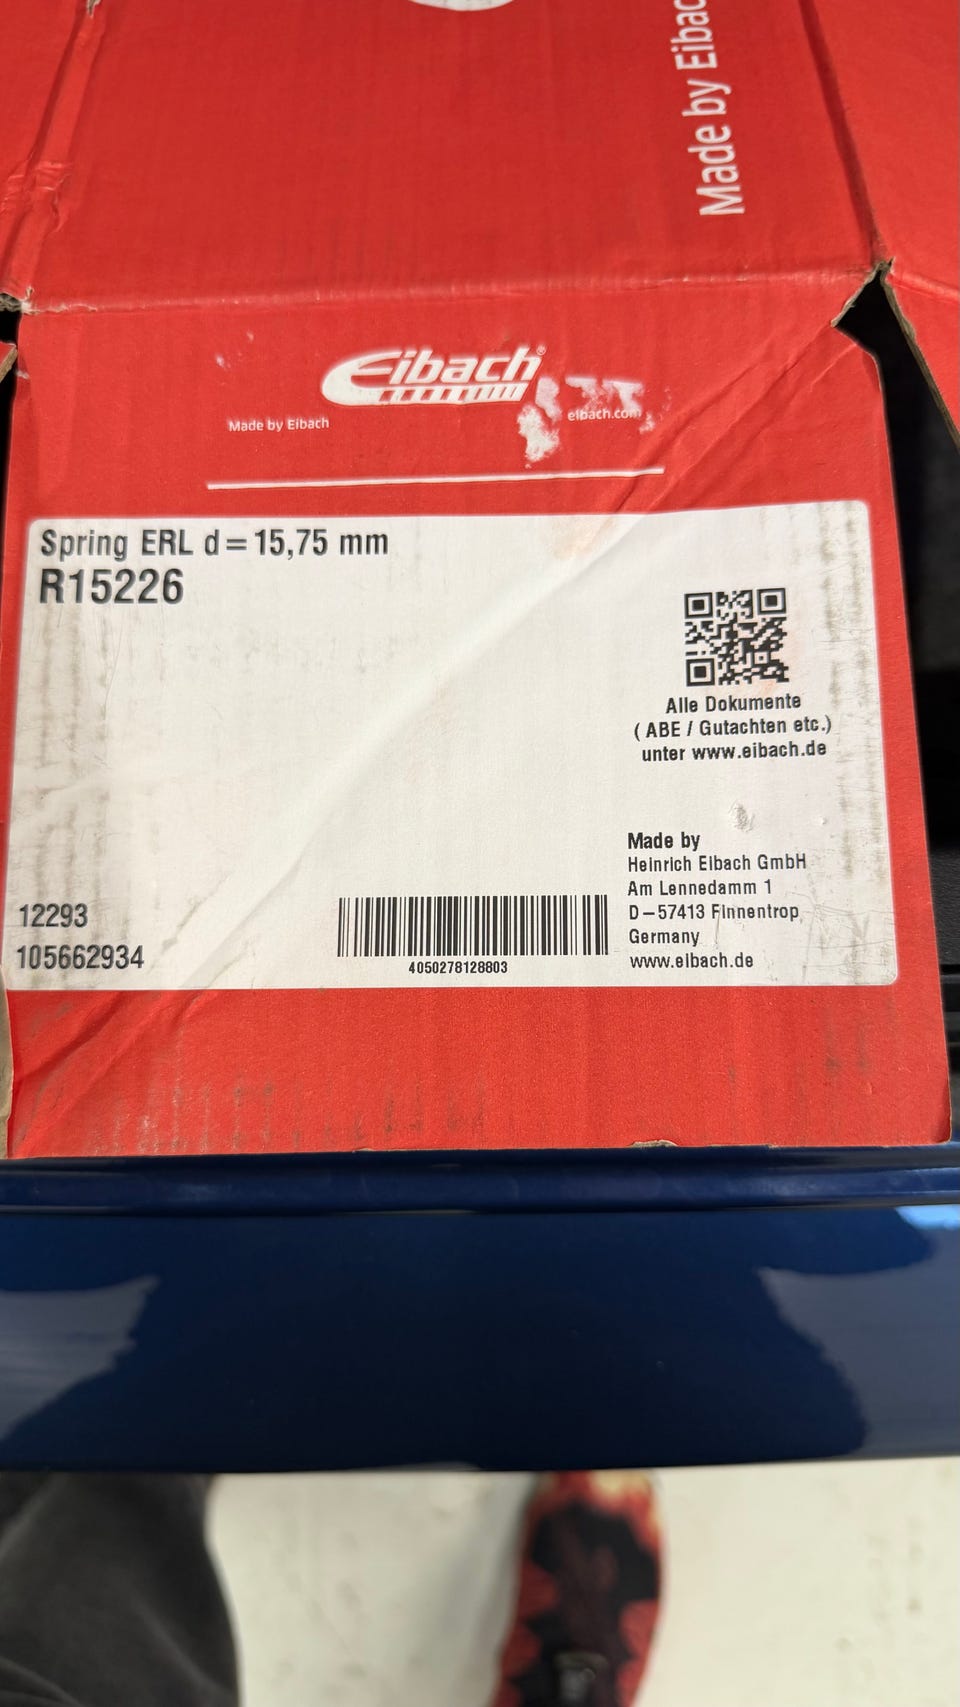 Made by Eibac
Eibach®
Made by Eibach
eibach.com
Spring ERL d=15,75 mm
R15226
Alle Dokumente
( ABE / Gutachten etc.)
unter www.eibach.de
Made by
Heinrich Eibach GmbH
Am Lennedamm 1
D-57413 Finnentrop
Germany
www.eibach.de
12293
105662934
4050278128803